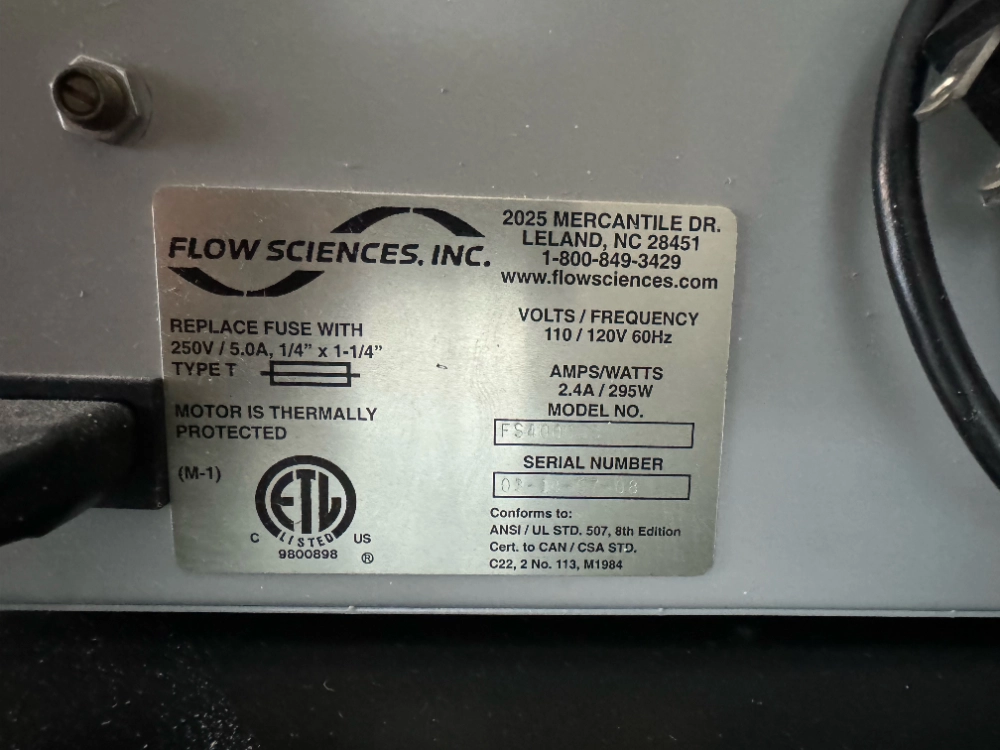 FLOW SCIENCES, INC.
2025 MERCANTILE DR.
LELAND, NC 28451
1-800-849-3429
www.flowsciences.com
REPLACE FUSE WITH
250V / 5.0A, 1/4” x 1-1/4”
TYPE T
MOTOR IS THERMALLY
PROTECTED
(M-1)
ETL
LISTED
C US
9800898
®
VOLTS / FREQUENCY
110 / 120V 60Hz
AMPS/WATTS
2.4A / 295W
MODEL NO.
SERIAL NUMBER
Conforms to:
ANSI / UL STD. 507, 8th Edition
Cert. to CAN / CSA STD.
C22, 2 No. 113, M1984